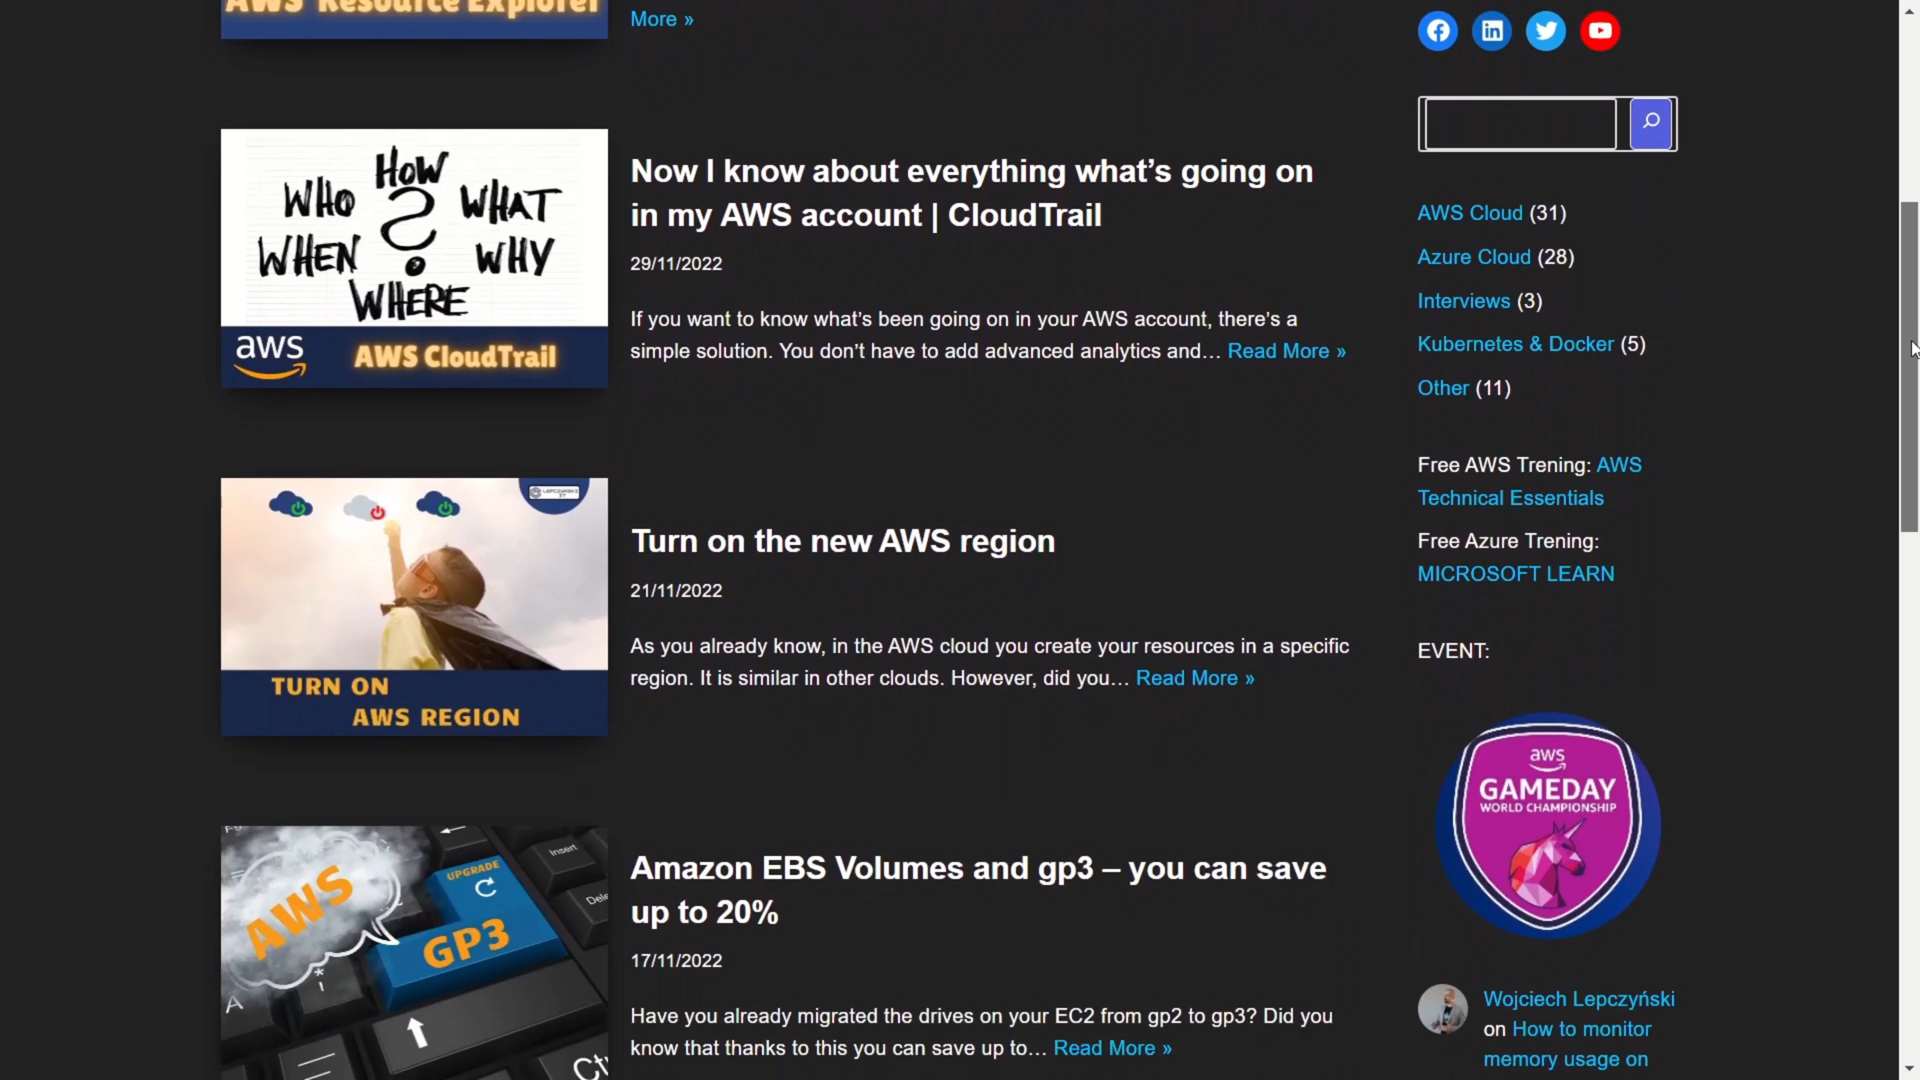 AWS Resource Explorer
More »
HOW
WHO
?
WHAT
WHEN
WHY
WHERE
aws
AWS CloudTrail
Now I know about everything what’s going on
in my AWS account | CloudTrail
29/11/2022
If you want to know what’s been going on in your AWS account, there’s a
simple solution. You don’t have to add advanced analytics and… Read More »
TURN ON
AWS REGION
Turn on the new AWS region
21/11/2022
As you already know, in the AWS cloud you create your resources in a specific
region. It is similar in other clouds. However, did you… Read More »
AWS
UPGRADE
GP3
Insert
A
Amazon EBS Volumes and gp3 – you can save
up to 20%
17/11/2022
Have you already migrated the drives on your EC2 from gp2 to gp3? Did you
know that thanks to this you can save up to… Read More »
AWS Cloud (31)
Azure Cloud (28)
Interviews (3)
Kubernetes & Docker (5)
Other (11)
Free AWS Trening: AWS
Technical Essentials
Free Azure Trening:
MICROSOFT LEARN
EVENT:
aws
GAMEDAY
WORLD CHAMPIONSHIP
Wojciech Lepczyński
on How to monitor
memory usage on